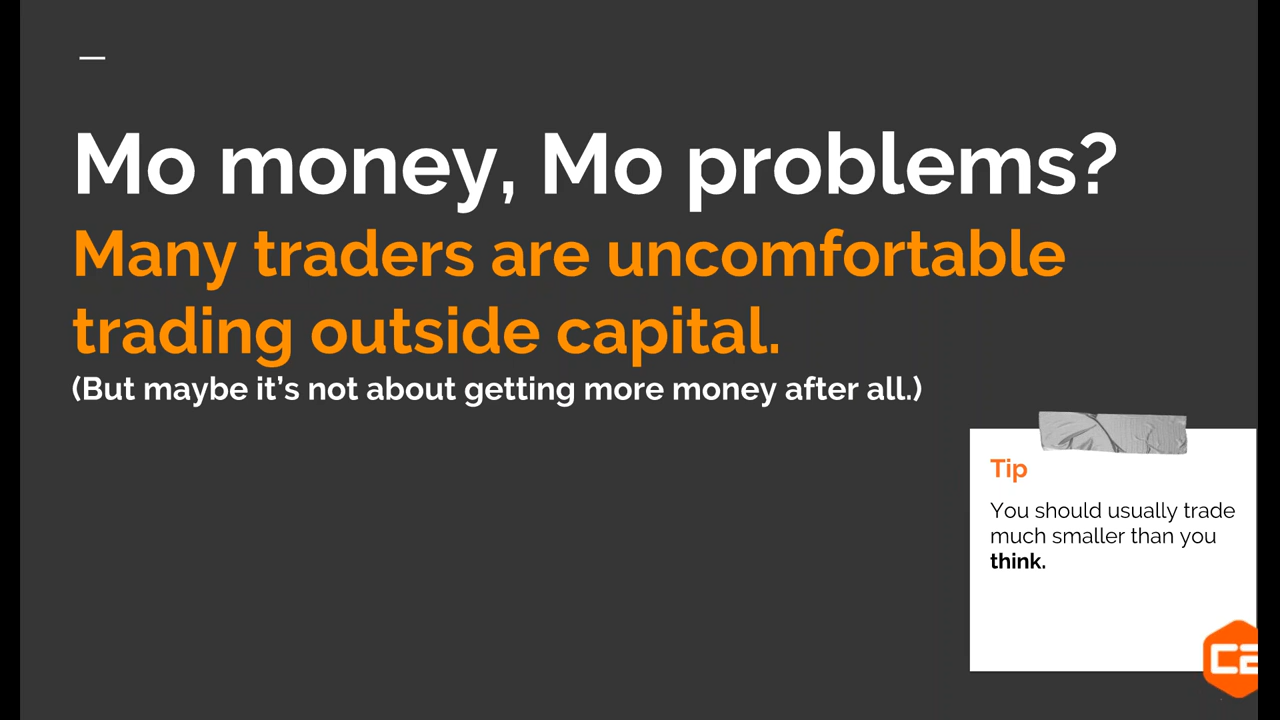 Mo money, Mo problems?
Many traders are uncomfortable
trading outside capital.
(But maybe it’s not about getting more money after all.)
Tip
You should usually trade
much smaller than you
think.